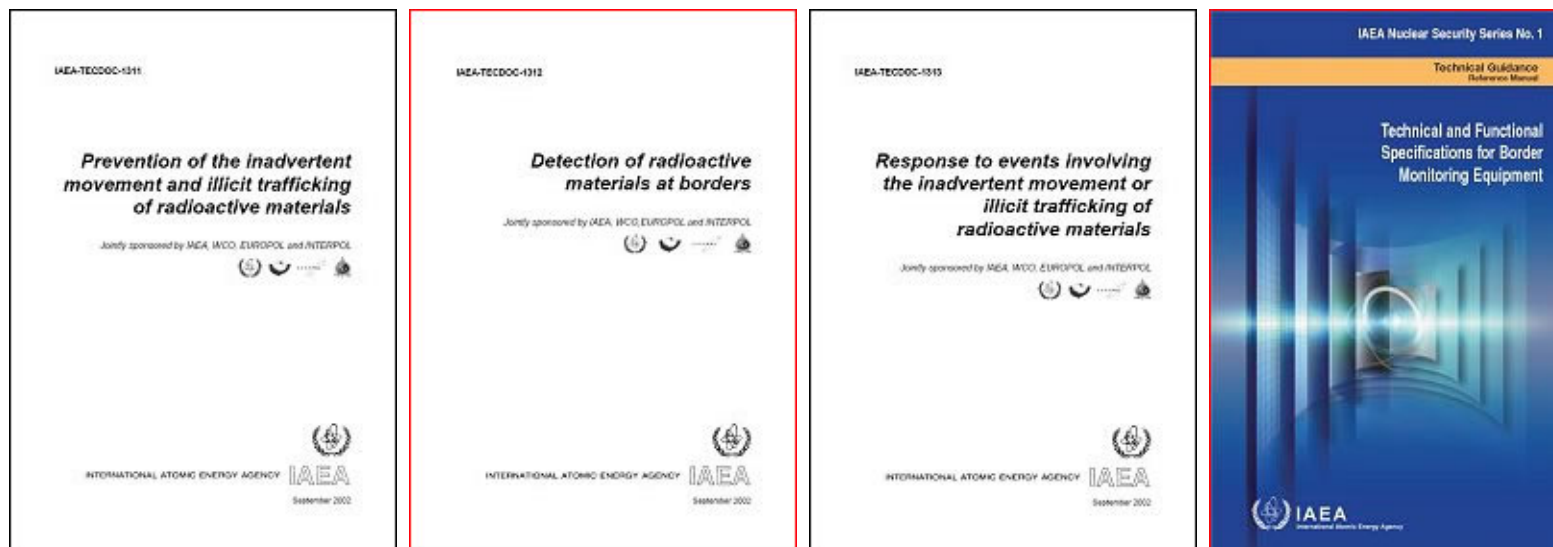 IAEA-TECDOC-1311
Prevention of the inadvertent
movement and illicit trafficking
of radioactive materials
Jointly sponsored by IAEA, WCO, EUROPOL and INTERPOL
INTERNATIONAL ATOMIC ENERGY AGENCY IAEA
September 2002
IAEA-TECDOC-1312
Detection of radioactive
materials at borders
Jointly sponsored by IAEA, WCO, EUROPOL and INTERPOL
INTERNATIONAL ATOMIC ENERGY AGENCY IAEA
September 2002
IAEA-TECDOC-1313
Response to events involving
the inadvertent movement or
illicit trafficking of
radioactive materials
Jointly sponsored by IAEA, WCO, EUROPOL and INTERPOL
INTERNATIONAL ATOMIC ENERGY AGENCY IAEA
September 2002
IAEA Nuclear Security Series No. 1
Technical Guidance
Reference Manual
Technical and Functional
Specifications for Border
Monitoring Equipment
IAEA
International Atomic Energy Agency